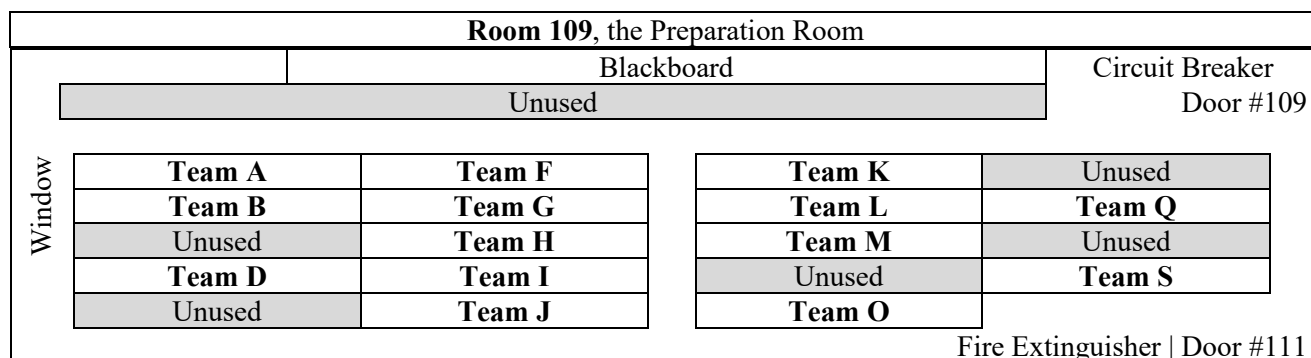 Room 109, the Preparation Room
Blackboard Circuit Breaker
Unused Door #109
Window
Team A Team F Team K Unused
Team B Team G Team L Team Q
Unused Team H Team M Unused
Team D Team I Unused Team S
Unused Team J Team O
Fire Extinguisher | Door #111